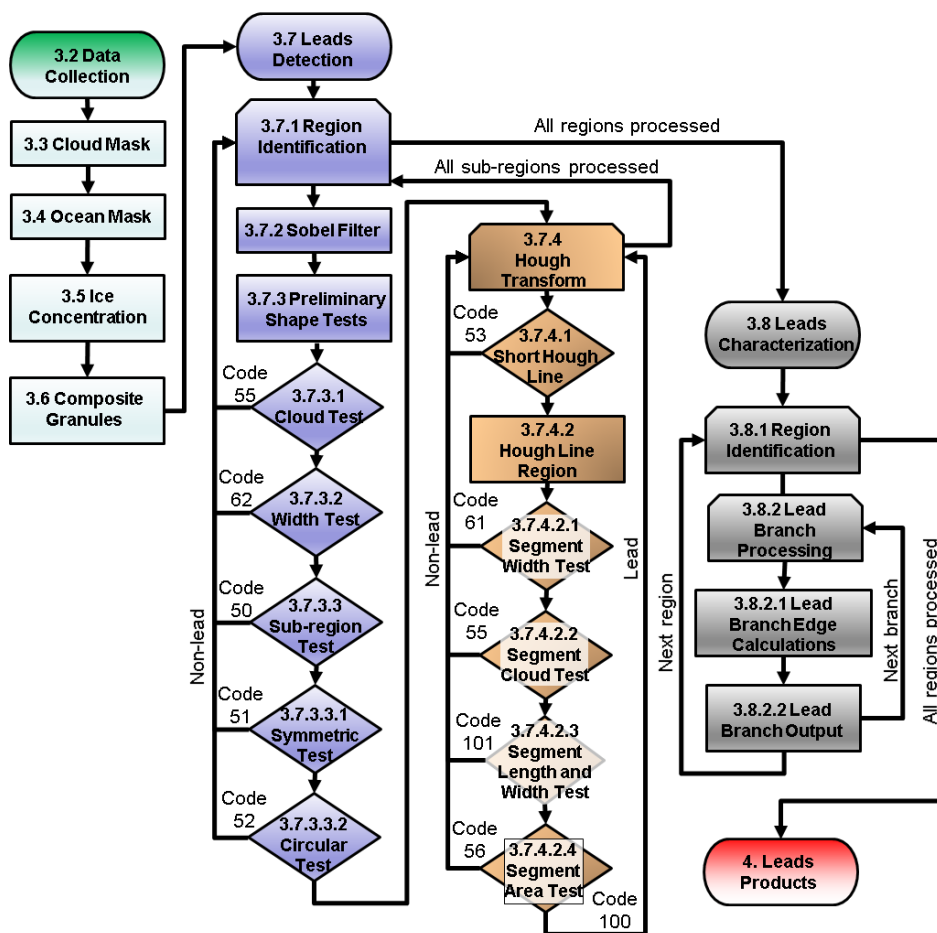 3.2 Data
Collection
3.3 Cloud Mask
3.4 Ocean Mask
3.5 Ice
Concentration
3.6 Composite
Granules
3.7 Leads
Detection
3.7.1 Region
Identification
3.7.2 Sobel Filter
3.7.3 Preliminary
Shape Tests
Code
55
3.7.3.1
Cloud Test
Code
62
3.7.3.2
Width Test
Code
50
3.7.3.3
Sub-region
Test
Code
51
3.7.3.3.1
Symmetric
Test
Code
52
3.7.3.3.2
Circular
Test
Non-lead
All regions processed
All sub-regions processed
3.7.4
Hough
Transform
Code
53
3.7.4.1
Short Hough
Line
3.7.4.2
Hough Line
Region
Code
61
3.7.4.2.1
Segment
Width Test
Code
55
3.7.4.2.2
Segment
Cloud Test
Code
101
3.7.4.2.3
Segment
Length and
Width Test
Code
56
3.7.4.2.4
Segment
Area Test
Code
100
Non-lead
Lead
3.8 Leads
Characterization
3.8.1 Region
Identification
3.8.2 Lead
Branch
Processing
3.8.2.1 Lead
Branch Edge
Calculations
3.8.2.2 Lead
Branch Output
Next region
Next branch
All regions processed
4. Leads
Products